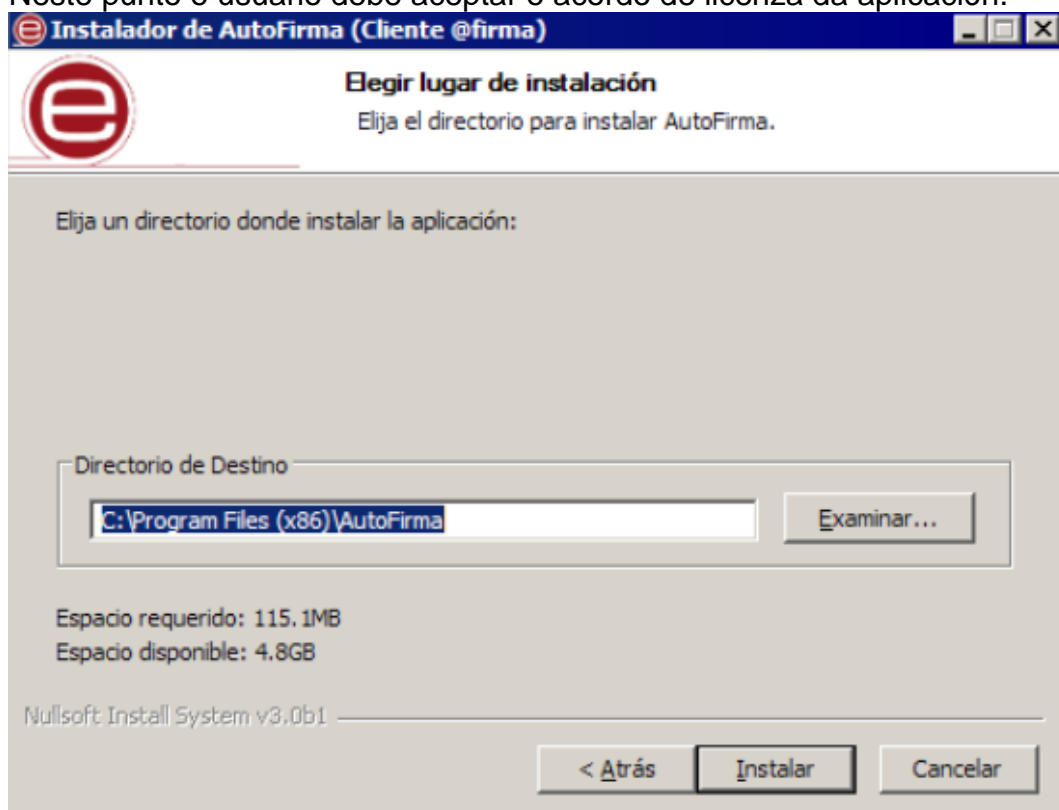 Neste punto o usuario debe aceptar o acordo de licenza da aplicación.
Instalador de AutoFirma (Cliente @firma)
Elegir lugar de instalación
Elija el directorio para instalar AutoFirma.
Elija un directorio donde instalar la aplicación:
Directorio de Destino
C:\Program Files (x86)\AutoFirma
Examinar...
Espacio requerido: 115.1MB
Espacio disponible: 4.8GB
Nullsoft Install System v3.0b1
< Atrás
Instalar
Cancelar